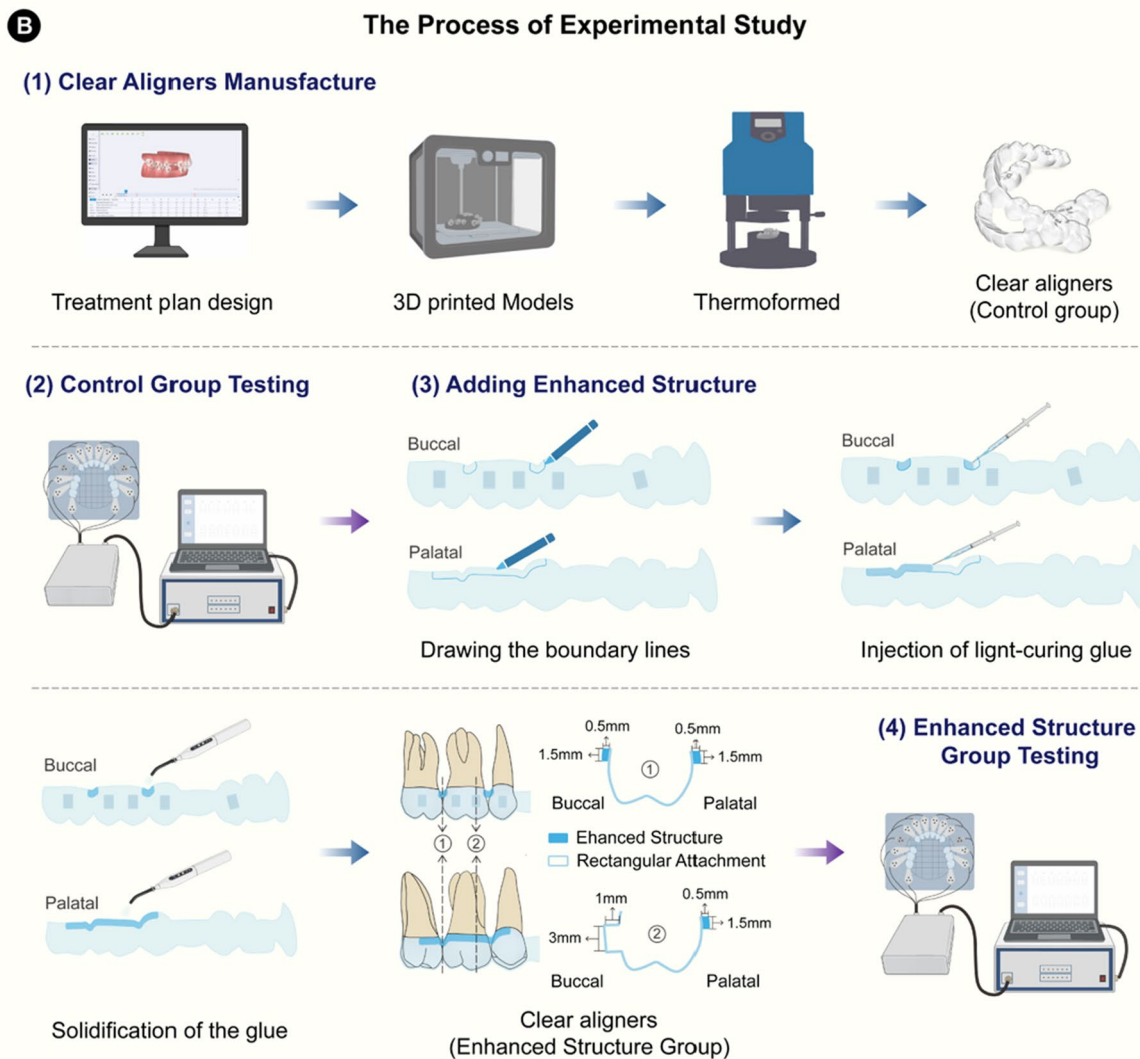 B
The Process of Experimental Study
(1) Clear Aligners Manusfacture
Treatment plan design
3D printed Models
Thermoformed
Clear aligners
(Control group)
(2) Control Group Testing
(3) Adding Enhanced Structure
Buccal
Palatal
Drawing the boundary lines
Buccal
Palatal
Injection of lignt-curing glue
Buccal
Palatal
Solidification of the glue
① ②
0.5mm 0.5mm
1.5mm ① 1.5mm
Buccal Palatal
Ehanced Structure
Rectangular Attachment
1mm 0.5mm
3mm ② 1.5mm
Buccal Palatal
Clear aligners
(Enhanced Structure Group)
(4) Enhanced Structure
Group Testing